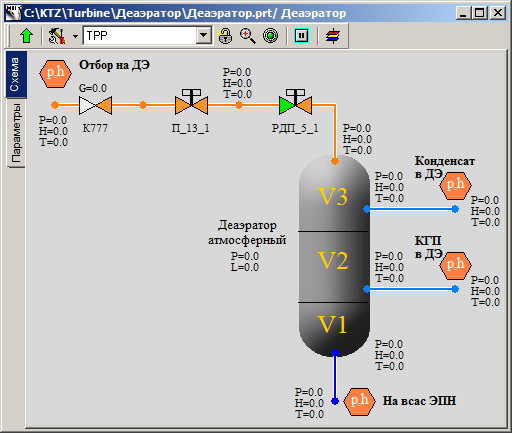 C:\KTZ\Turbine\Деаэратор\Деаэратор.prt/ Деаэратор
TPP
Схема
Параметры
p,h
Отбор на ДЭ
G=0.0
P=0.0
H=0.0
T=0.0
K777
П_13_1
P=0.0
H=0.0
T=0.0
РДП_5_1
P=0.0
H=0.0
T=0.0
P=0.0
H=0.0
T=0.0
Конденсат
в ДЭ
p,h
P=0.0
H=0.0
T=0.0
V3
Деаэратор
атмосферный
P=0.0
L=0.0
V2
P=0.0
H=0.0
T=0.0
КГП
в ДЭ
p,h
P=0.0
H=0.0
T=0.0
V1
P=0.0
H=0.0
T=0.0
P=0.0
H=0.0
T=0.0
p,h
На всас ЭПН